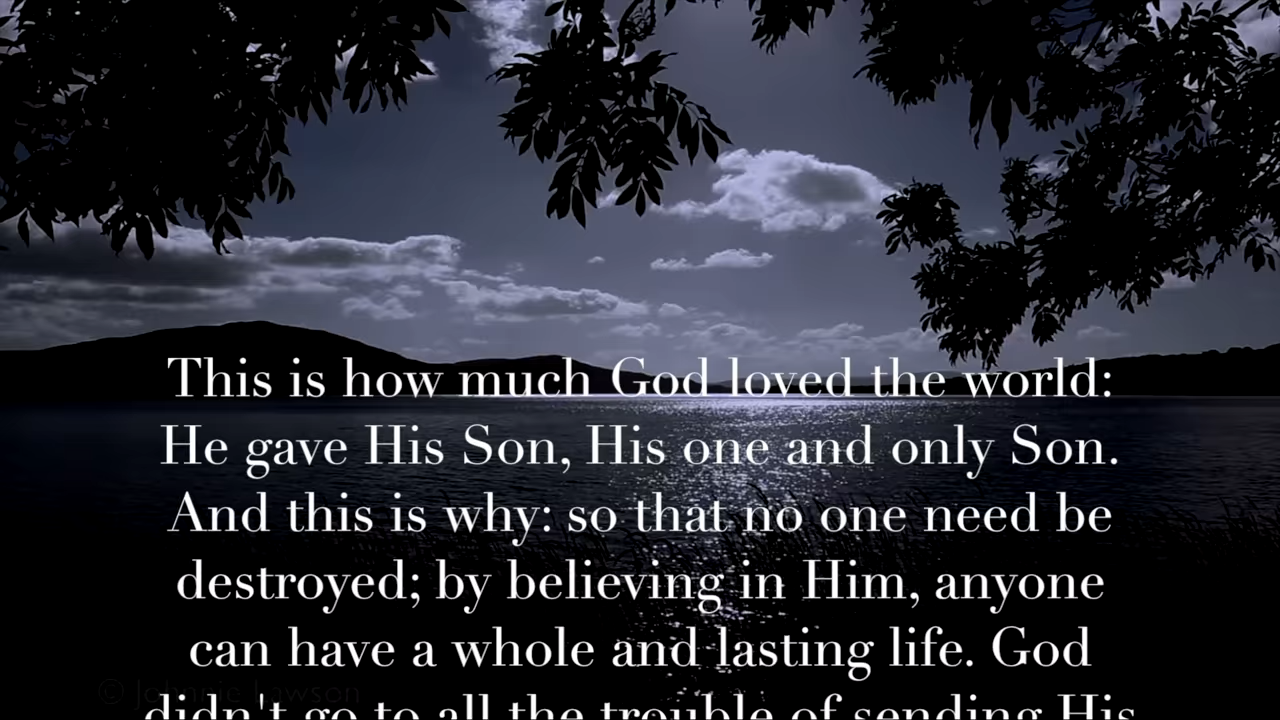 This is how much God loved the world:
He gave His Son, His one and only Son.
And this is why: so that no one need be
destroyed; by believing in Him, anyone
can have a whole and lasting life. God
© Johnnie Lawson
didn't go to all the trouble of sending His